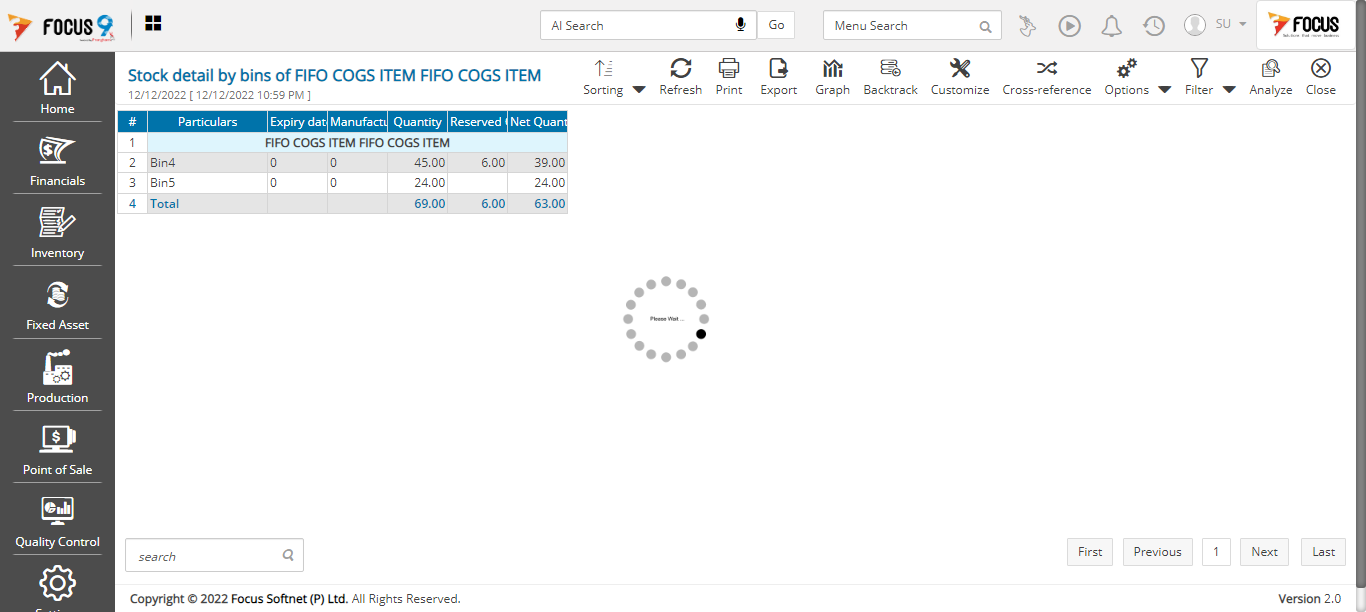 FOCUS 9
AI Search
Go
Menu Search
SU
FOCUS
Home
Financials
Inventory
Fixed Asset
Production
Point of Sale
Quality Control
Stock detail by bins of FIFO COGS ITEM FIFO COGS ITEM
12/12/2022 [ 12/12/2022 10:59 PM ]
Sorting Refresh Print Export Graph Backtrack Customize Cross-reference Options Filter Analyze Close
# Particulars Expiry dat Manufactu Quantity Reserved Net Quant
1 FIFO COGS ITEM FIFO COGS ITEM
2 Bin4 0 0 45.00 6.00 39.00
3 Bin5 0 0 24.00 24.00
4 Total 69.00 6.00 63.00
Please Wait ...
search
First Previous 1 Next Last
Copyright © 2022 Focus Softnet (P) Ltd. All Rights Reserved.
Version 2.0